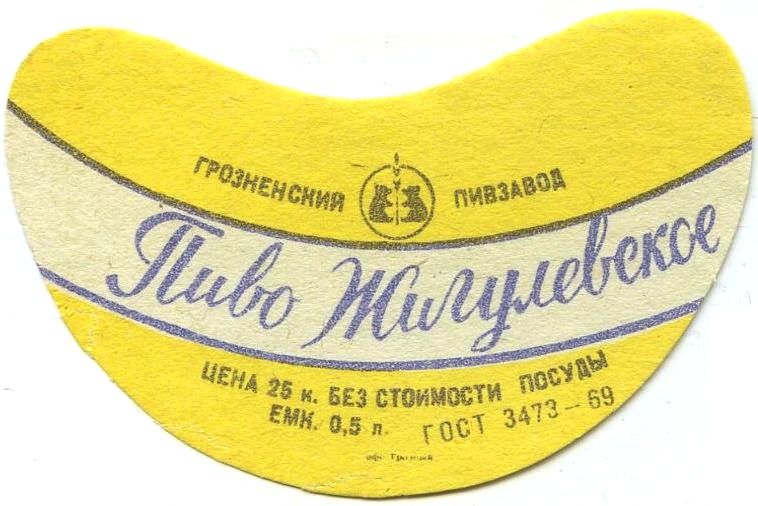 ГРОЗНЕНСКИЙ ПИВЗАВОД
Пиво Жигулевское
ЦЕНА 25 к. БЕЗ СТОИМОСТИ ПОСУДЫ
ЕМК. 0,5 л. ГОСТ 3473-69